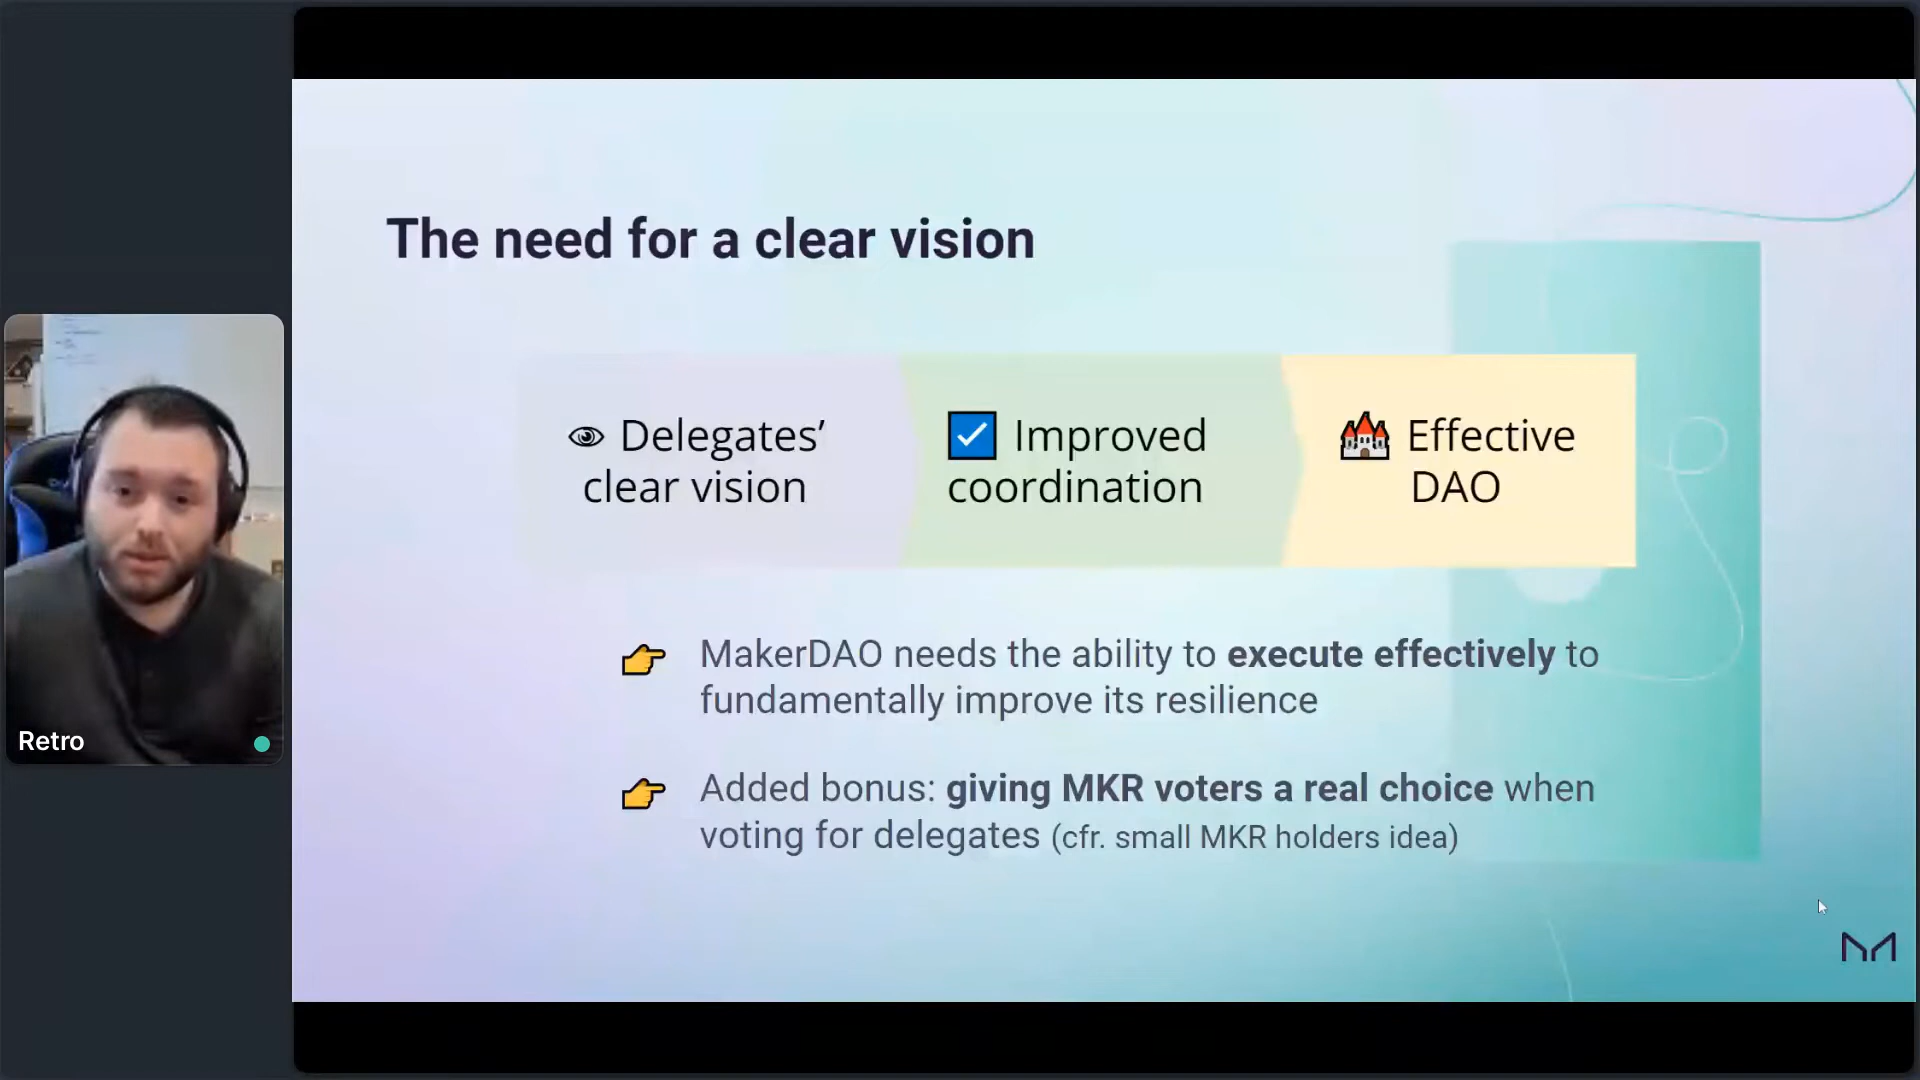 The need for a clear vision
Delegates’
clear vision
Improved
coordination
Effective
DAO
MakerDAO needs the ability to execute effectively to
fundamentally improve its resilience
Added bonus: giving MKR voters a real choice when
voting for delegates (cfr. small MKR holders idea)
Retro